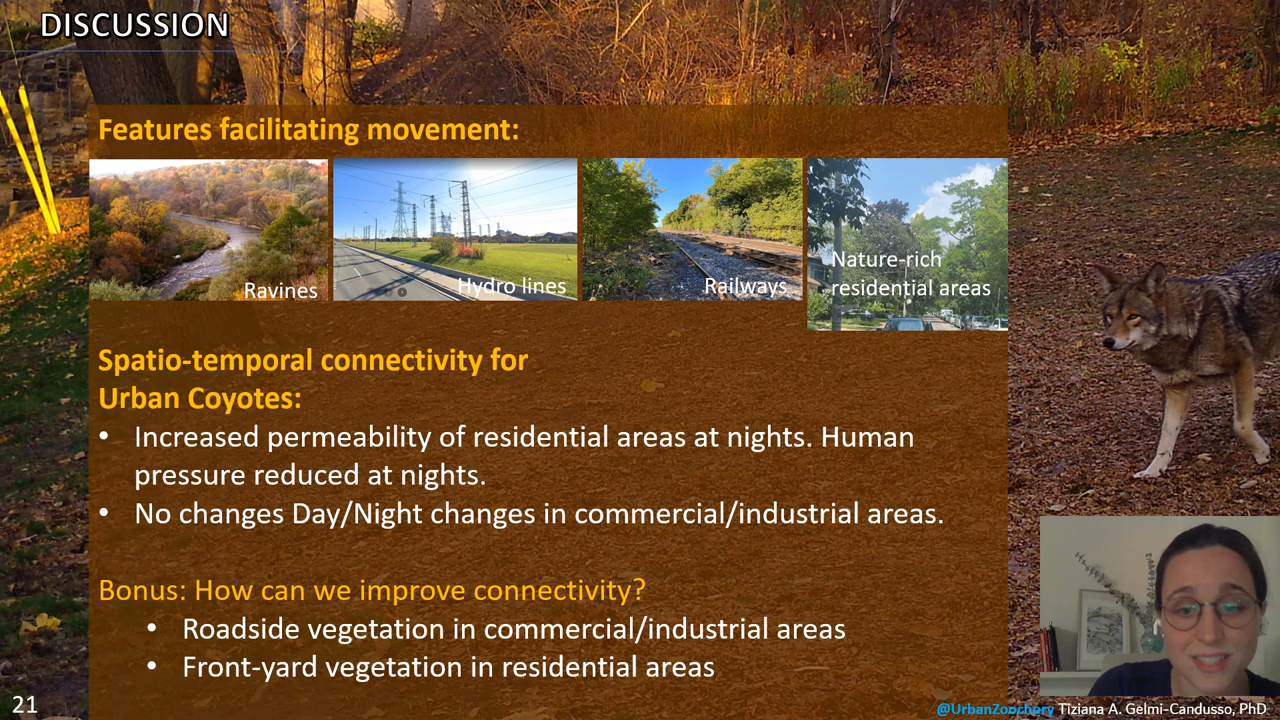 DISCUSSION
Features facilitating movement:
Ravines
Hydro lines
Railways
Nature-rich
residential areas
Spatio-temporal connectivity for
Urban Coyotes:
• Increased permeability of residential areas at nights. Human
pressure reduced at nights.
• No changes Day/Night changes in commercial/industrial areas.
Bonus: How can we improve connectivity?
• Roadside vegetation in commercial/industrial areas
• Front-yard vegetation in residential areas
21
@UrbanZoochory Tiziana A. Gelmi-Candusso, PhD